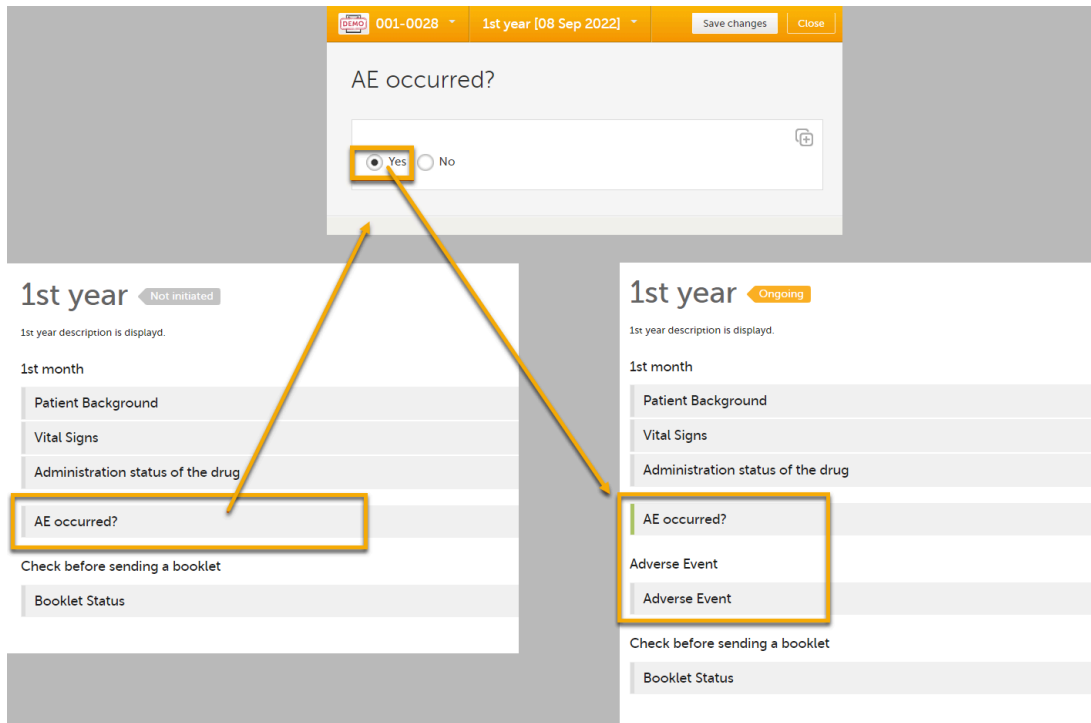 DEMO 001-0028 1st year [08 Sep 2022] Save changes Close
AE occurred?
Yes No
1st year Not initiated
1st year description is displayd.
1st month
Patient Background
Vital Signs
Administration status of the drug
AE occurred?
Check before sending a booklet
Booklet Status
1st year Ongoing
1st year description is displayd.
1st month
Patient Background
Vital Signs
Administration status of the drug
AE occurred?
Adverse Event
Adverse Event
Check before sending a booklet
Booklet Status